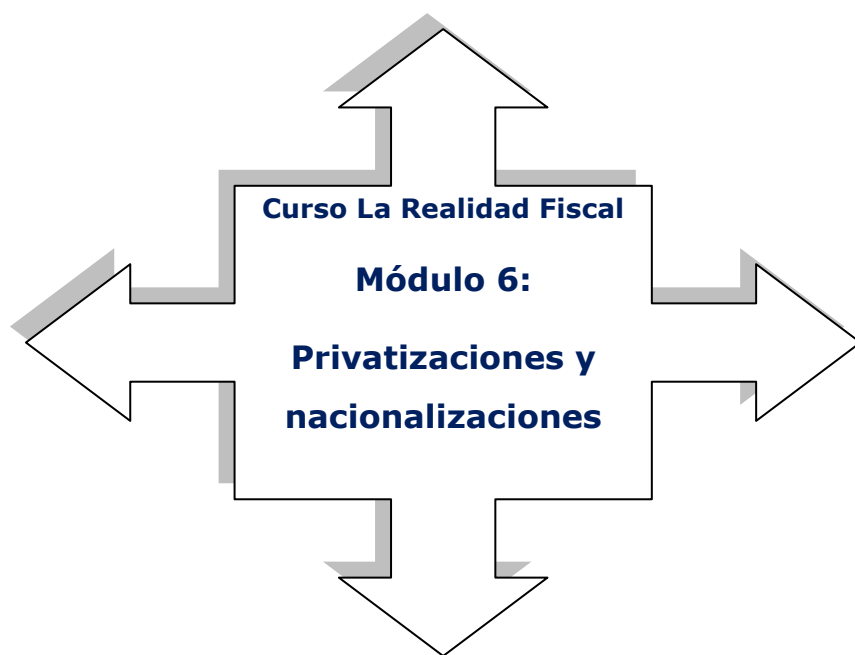 Curso La Realidad Fiscal
Módulo 6:
Privatizaciones y
nacionalizaciones